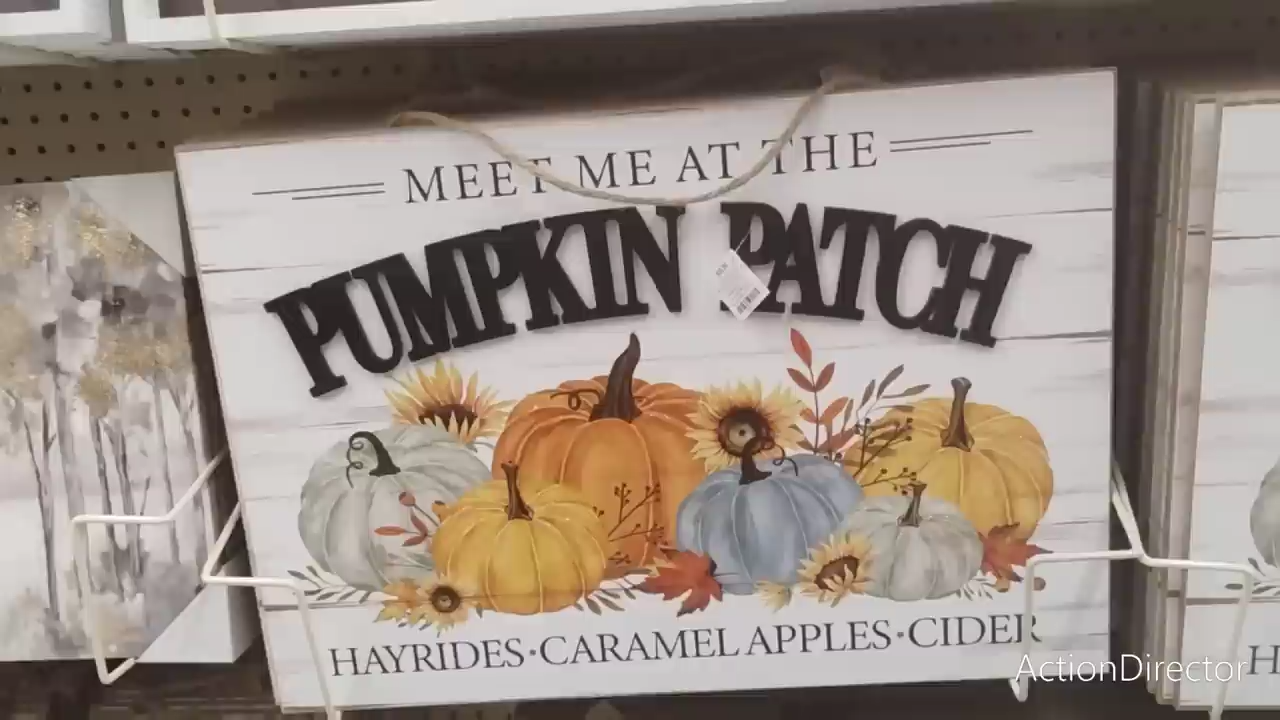 MEET ME AT THE
PUMPKIN PATCH
HAYRIDES•CARAMEL APPLES•CIDER
H
ActionDirector